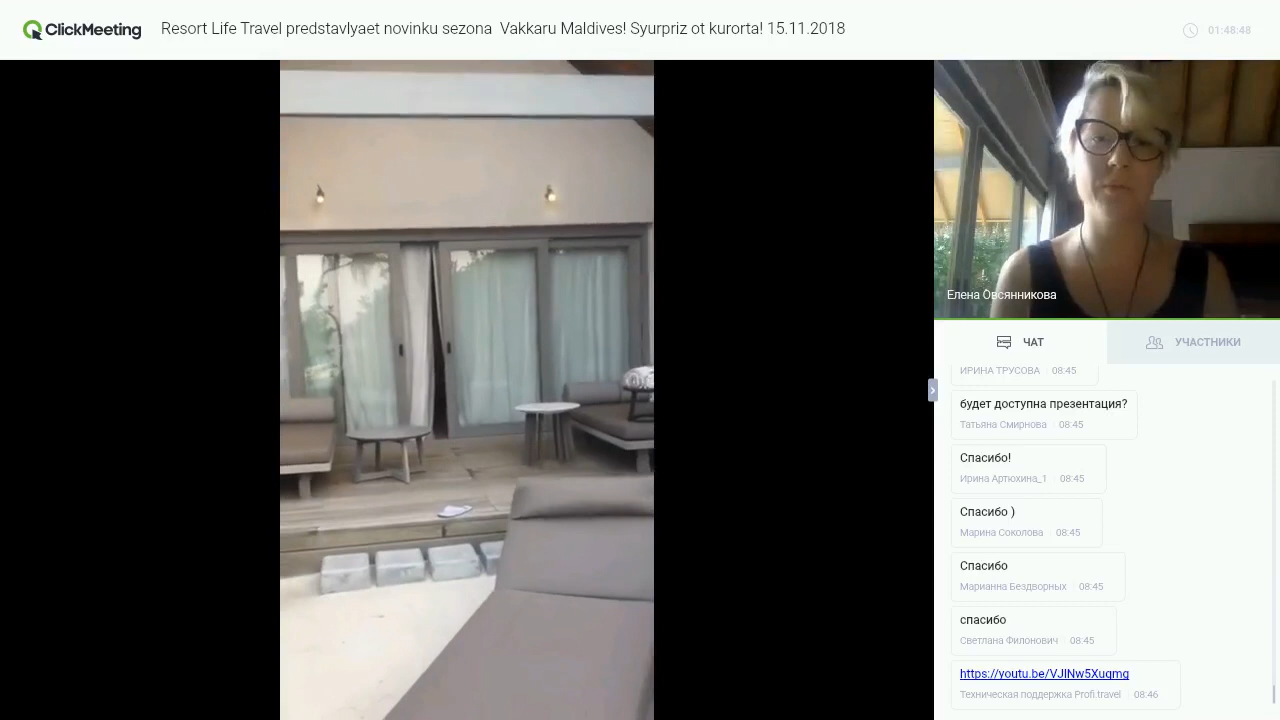 ClickMeeting
Resort Life Travel predstavlyaet novinku sezona Vakkaru Maldives! Syurpriz ot kurorta! 15.11.2018
01:48:48
Елена Овсянникова
ЧАТ
УЧАСТНИКИ
ИРИНА ТРУСОВА 08:45
будет доступна презентация?
Татьяна Смирнова 08:45
Спасибо!
Ирина Артюхина_1 08:45
Спасибо )
Марина Соколова 08:45
Спасибо
Марианна Бездворных 08:45
спасибо
Светлана Филонович 08:45
https://youtu.be/VJINw5Xuqmg
Техническая поддержка Profi.travel 08:46